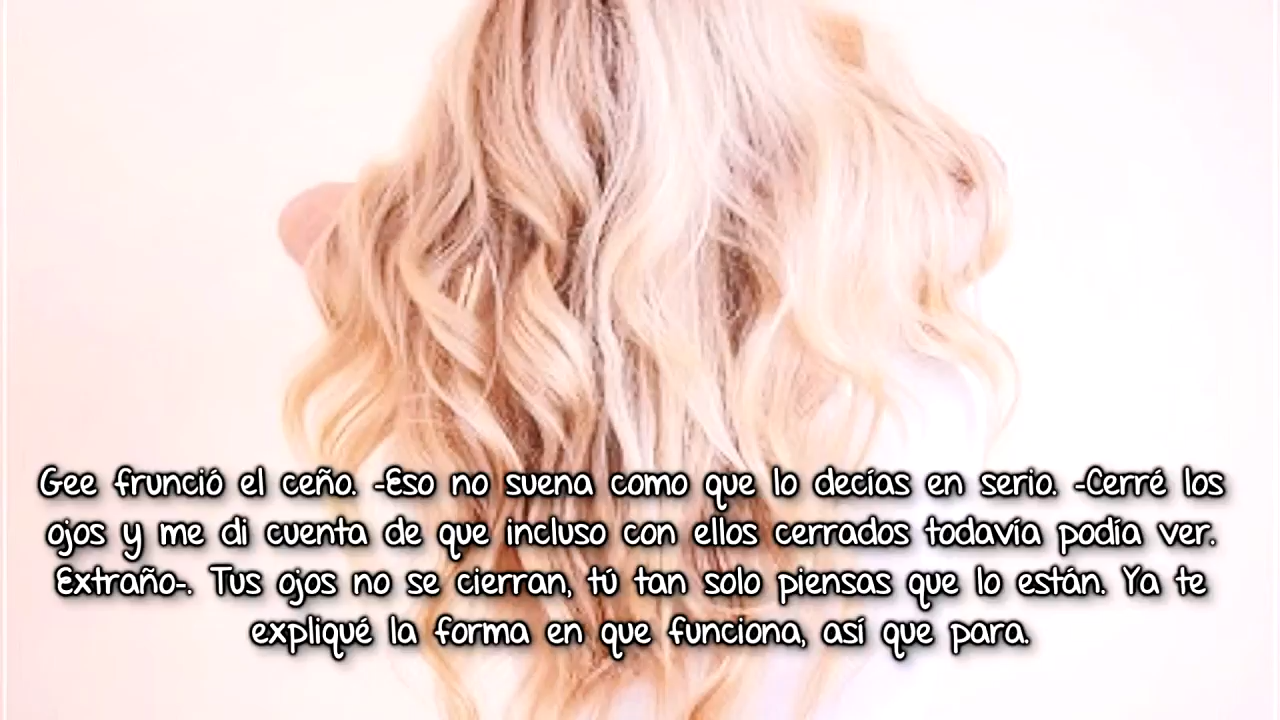 Gee frunció el ceño. -Eso no suena como que lo decías en serio. -Cerré los
ojos y me di cuenta de que incluso con ellos cerrados todavía podía ver.
Extraño-. Tus ojos no se cierran, tú tan solo piensas que lo están. Ya te
expliqué la forma en que funciona, así que para.